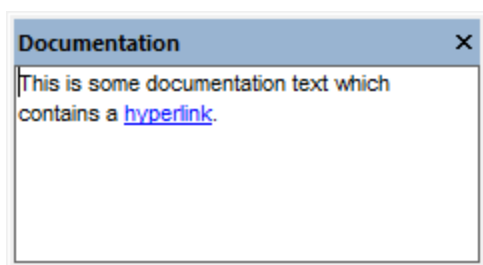 Documentation
This is some documentation text which
contains a hyperlink.